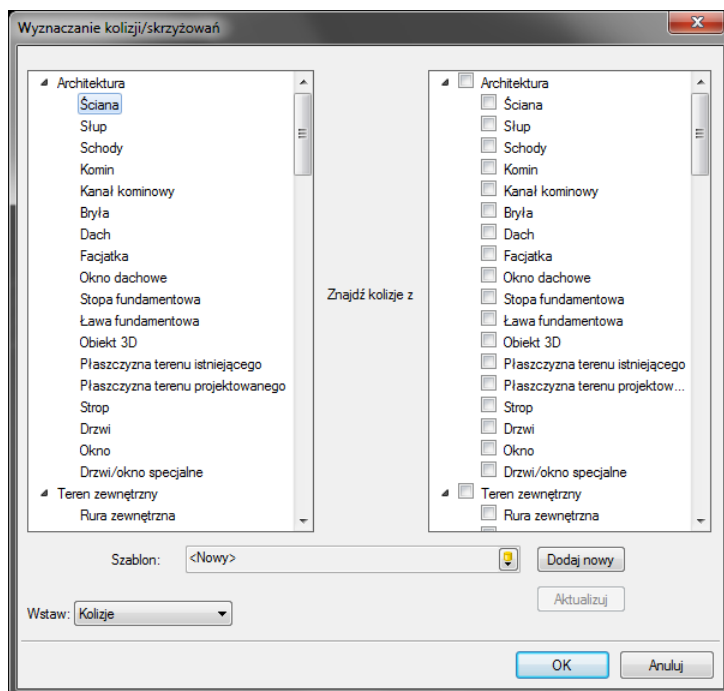 Wyznaczanie kolizji/skrzyżowań
Architektura
Ściana
Słup
Schody
Komin
Kanał kominowy
Bryła
Dach
Facjatka
Okno dachowe
Stopa fundamentowa
Ława fundamentowa
Obiekt 3D
Płaszczyzna terenu istniejącego
Płaszczyzna terenu projektowanego
Strop
Drzwi
Okno
Drzwi/okno specjalne
Teren zewnętrzny
Rura zewnętrzna
Znajdź kolizje z
Architektura
Ściana
Słup
Schody
Komin
Kanał kominowy
Bryła
Dach
Facjatka
Okno dachowe
Stopa fundamentowa
Ława fundamentowa
Obiekt 3D
Płaszczyzna terenu istniejącego
Płaszczyzna terenu projektow...
Strop
Drzwi
Okno
Drzwi/okno specjalne
Teren zewnętrzny
Rura zewnętrzna
Szablon: <Nowy> Dodaj nowy
Aktualizuj
Wstaw: Kolizje
OK Anuluj